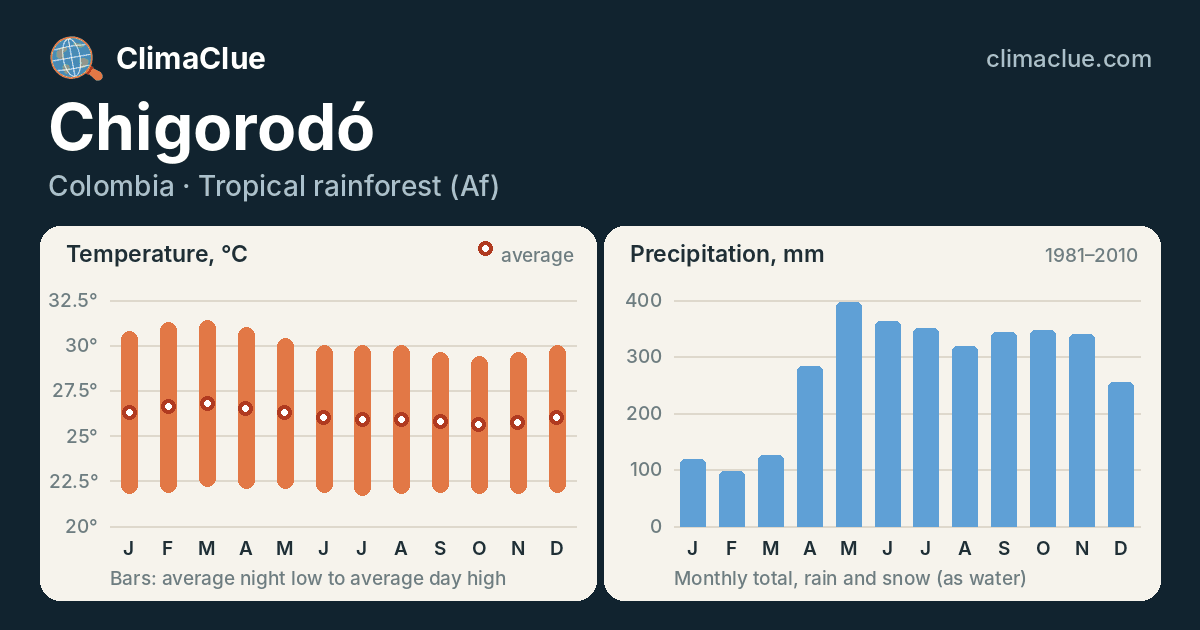 ClimaClue
climaclue.com
Chigorodó
Colombia · Tropical rainforest (Af)
Temperature, °C
average
32.5°
30°
27.5°
25°
22.5°
20°
J F M A M J J A S O N D
Bars: average night low to average day high
Precipitation, mm
1981–2010
400
300
200
100
0
J F M A M J J A S O N D
Monthly total, rain and snow (as water)